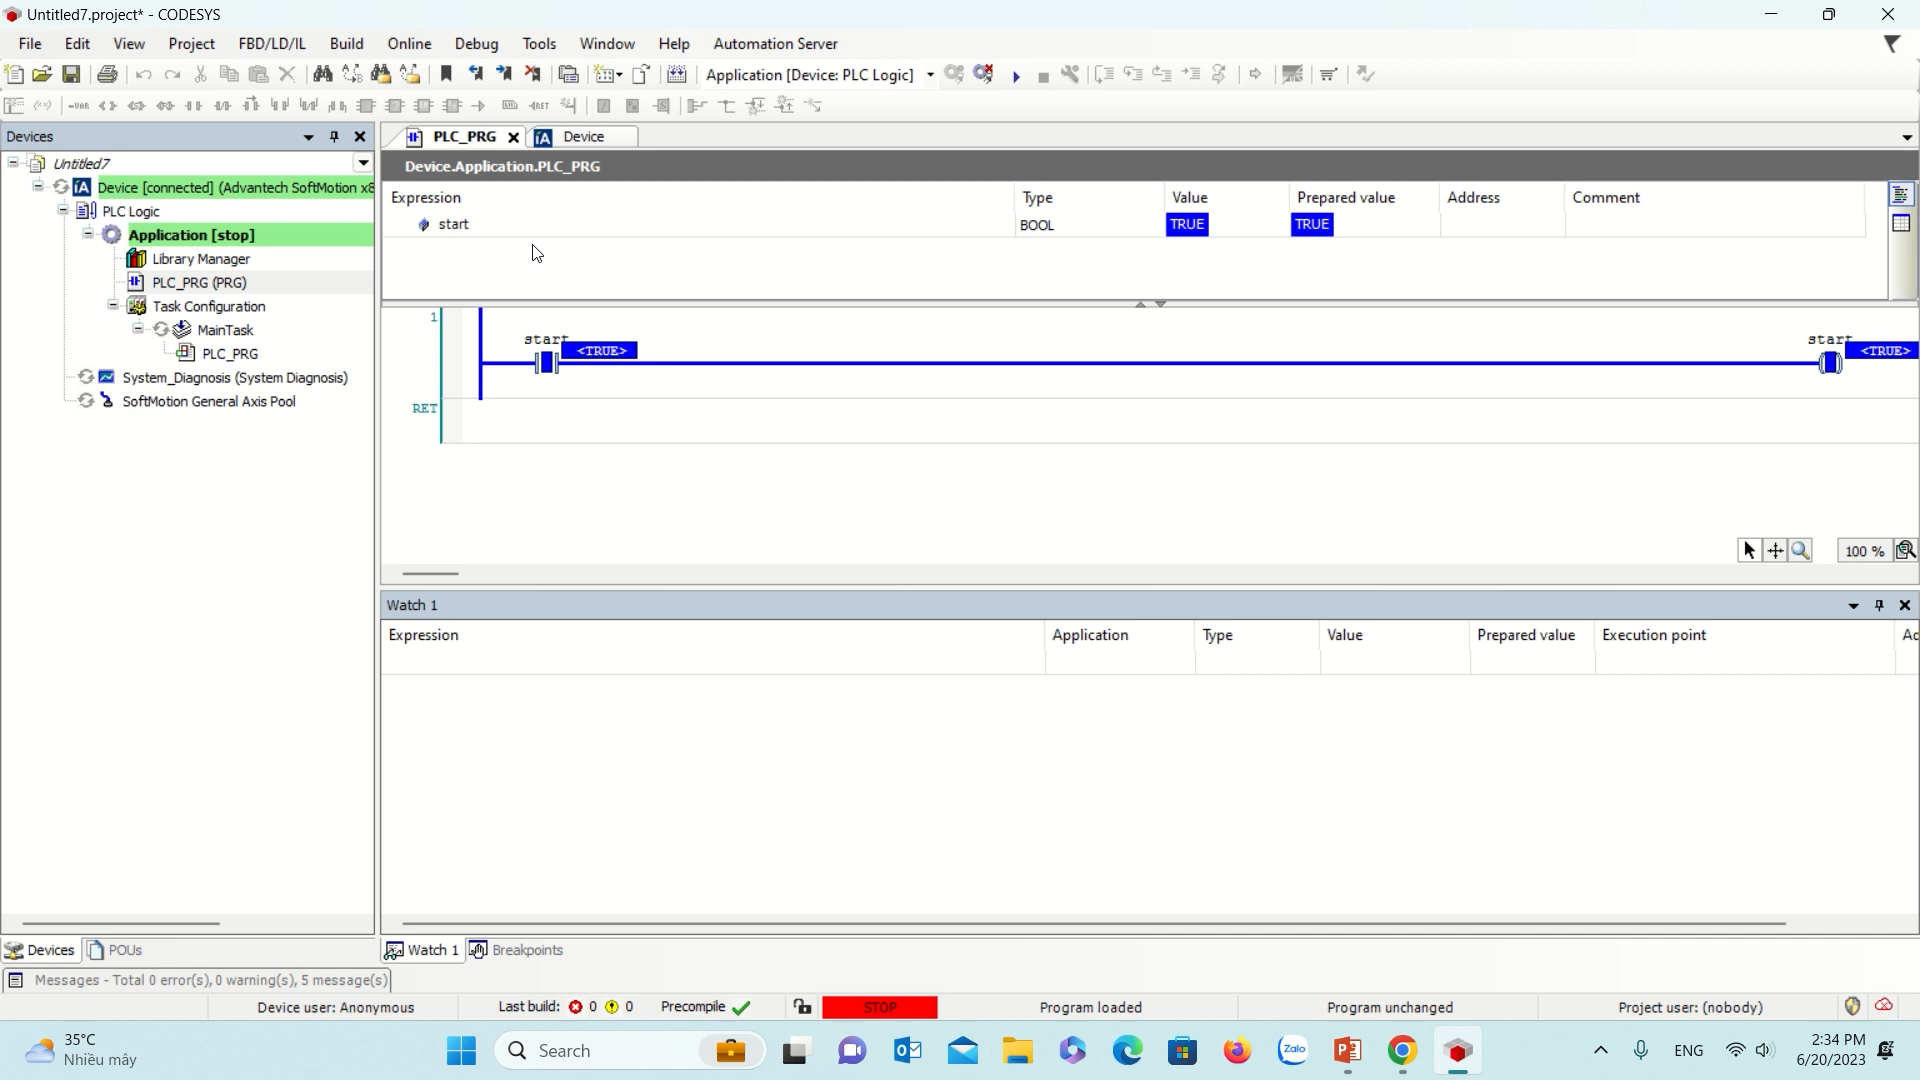 Untitled7.project* - CODESYS
File Edit View Project FBD/LD/IL Build Online Debug Tools Window Help Automation Server
Application [Device: PLC Logic]
Devices
PLC_PRG Device
Untitled7
Device.Application.PLC_PRG
Device [connected] (Advantech SoftMotion x8
Expression Type Value Prepared value Address Comment
PLC Logic
start BOOL TRUE TRUE
Application [stop]
Library Manager
PLC_PRG (PRG)
Task Configuration
MainTask
PLC_PRG
System_Diagnosis (System Diagnosis)
SoftMotion General Axis Pool
1
start start
<TRUE> <TRUE>
RET
100 %
Watch 1
Expression Application Type Value Prepared value Execution point Ad
Devices POUs
Watch 1 Breakpoints
Messages - Total 0 error(s), 0 warning(s), 5 message(s)
Device user: Anonymous Last build: 0 0 Precompile STOP Program loaded Program unchanged Project user: (nobody)
35°C
Nhiều mây
Search
Zalo
ENG
2:34 PM
6/20/2023